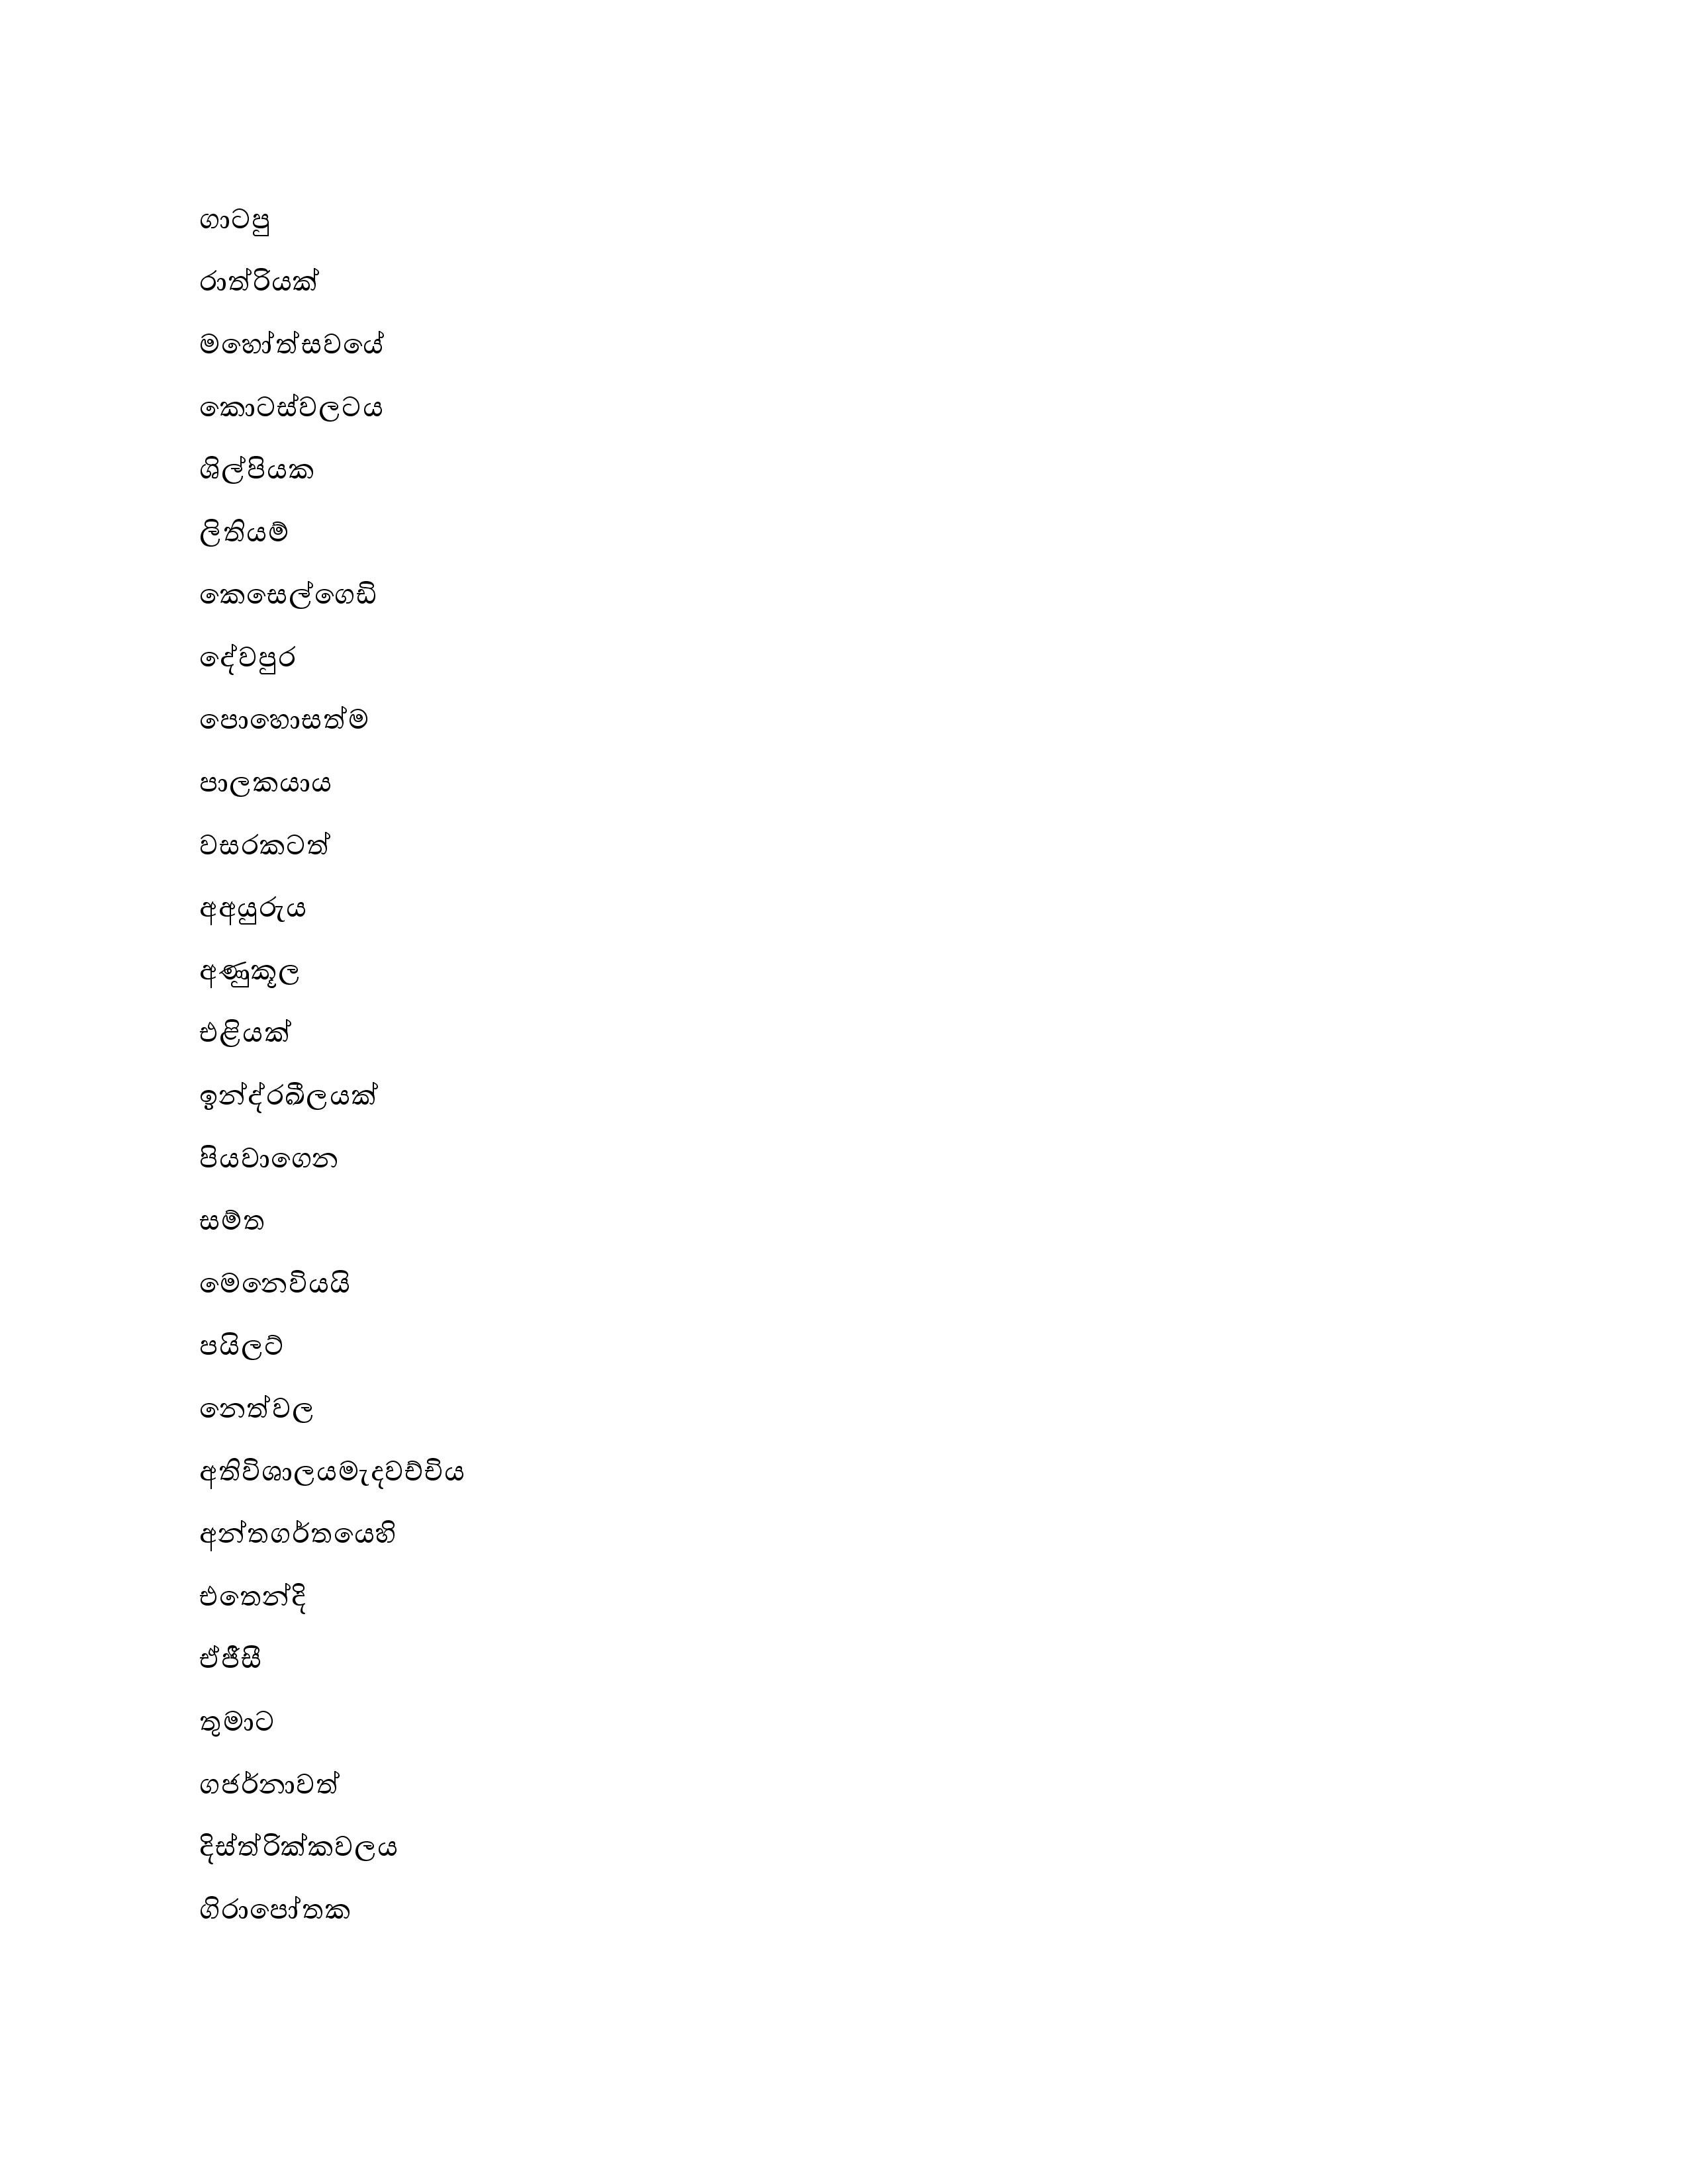 ගාටපු
රාත්රියක්
මහෝත්සවයේ
කොටස්වලටය
ශිල්පියක
ලිතියම්
කෙසෙල්ගෙඩි
දේවපුර
පොහොසත්ම
පාලකයාය
වසරකටත්
අඅයුරුය
අණුකූල
එළියක්
ඉන්ද්රඛීලයක්
පියවාගෙන
සමි්ත
මෙනෙවියයි
පයිලට්
නෙත්වල
අතිවිශාලයමැදවච්චිය
අන්තගර්තයෙහි
එතෙන්දි
ඒජීසී
තුමාට
ගජර්නාවත්
දිස්ත්රික්කවලය
ගිරාපෝතක